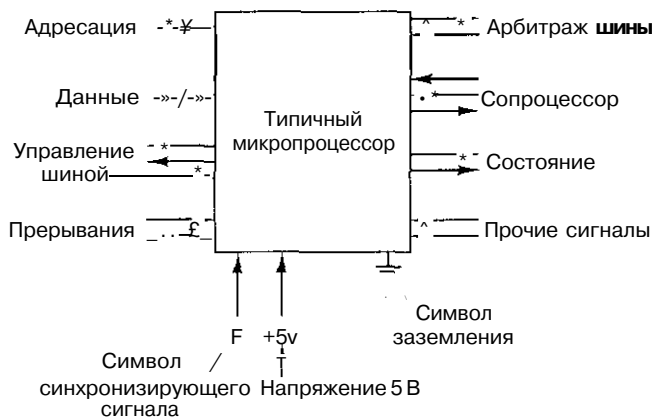 Адресация
Арбитраж шины
Данные
Типичный
микропроцессор
Сопроцессор
Управление
шиной
Состояние
Прерывания
Прочие сигналы
F +5v
Символ
заземления
Символ
синхронизирующего
сигнала
Напряжение 5 В